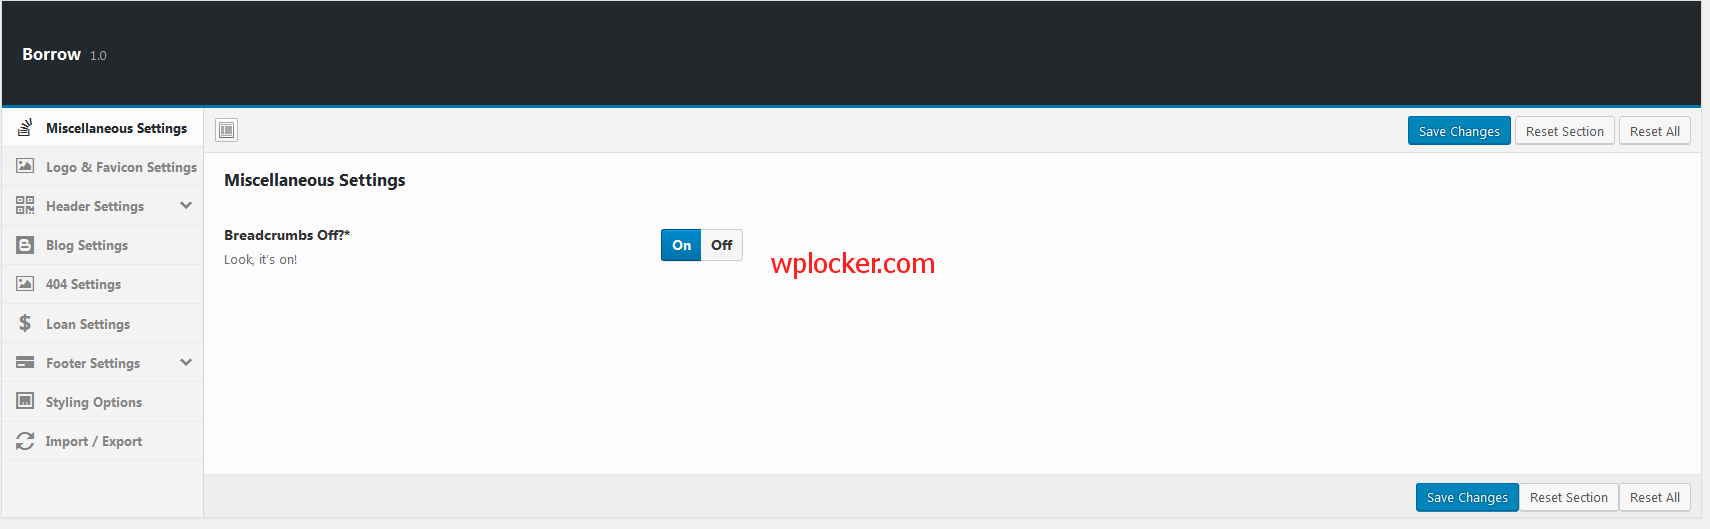 Borrow 1.0
Miscellaneous Settings
Logo & Favicon Settings
Header Settings
Blog Settings
404 Settings
Loan Settings
Footer Settings
Styling Options
Import / Export
Save Changes Reset Section Reset All
Miscellaneous Settings
Breadcrumbs Off?*
Look, it's on!
On Off
wplocker.com
Save Changes Reset Section Reset All